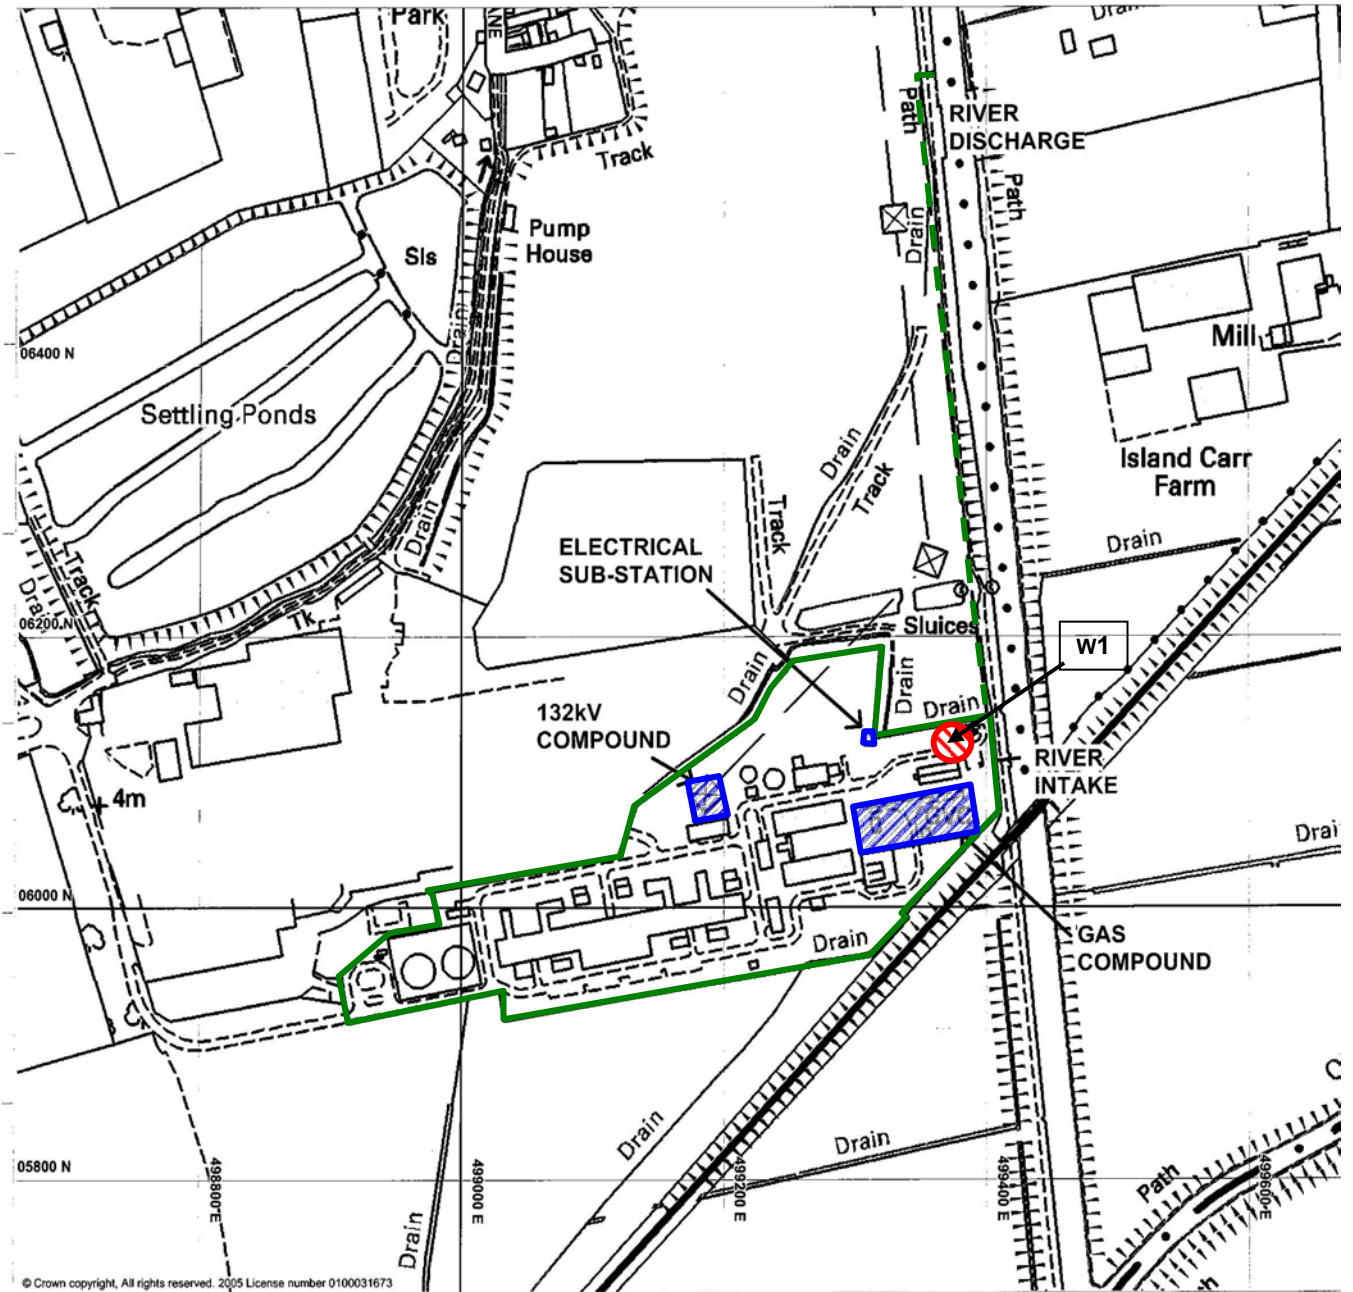 Park
LANE
Drain
Path
RIVER
DISCHARGE
Track
Path
Pump
House
Sls
Drain
Drain
06400 N
Mill
Settling Ponds
Drain
Track
Island Carr
Farm
Drain
Track
ELECTRICAL
SUB-STATION
Drain
Track
Drain
Tk
06200 N
Sluices
W1
Drain
Drain
Drain
132kV
COMPOUND
RIVER
INTAKE
4m
Drain
06000 N
Drain
GAS
COMPOUND
Drain
Drain
Path
05800 N
498800 E
499000 E
499200 E
499400 E
499600 E
Drain
© Crown copyright, All rights reserved. 2005 License number 0100031673